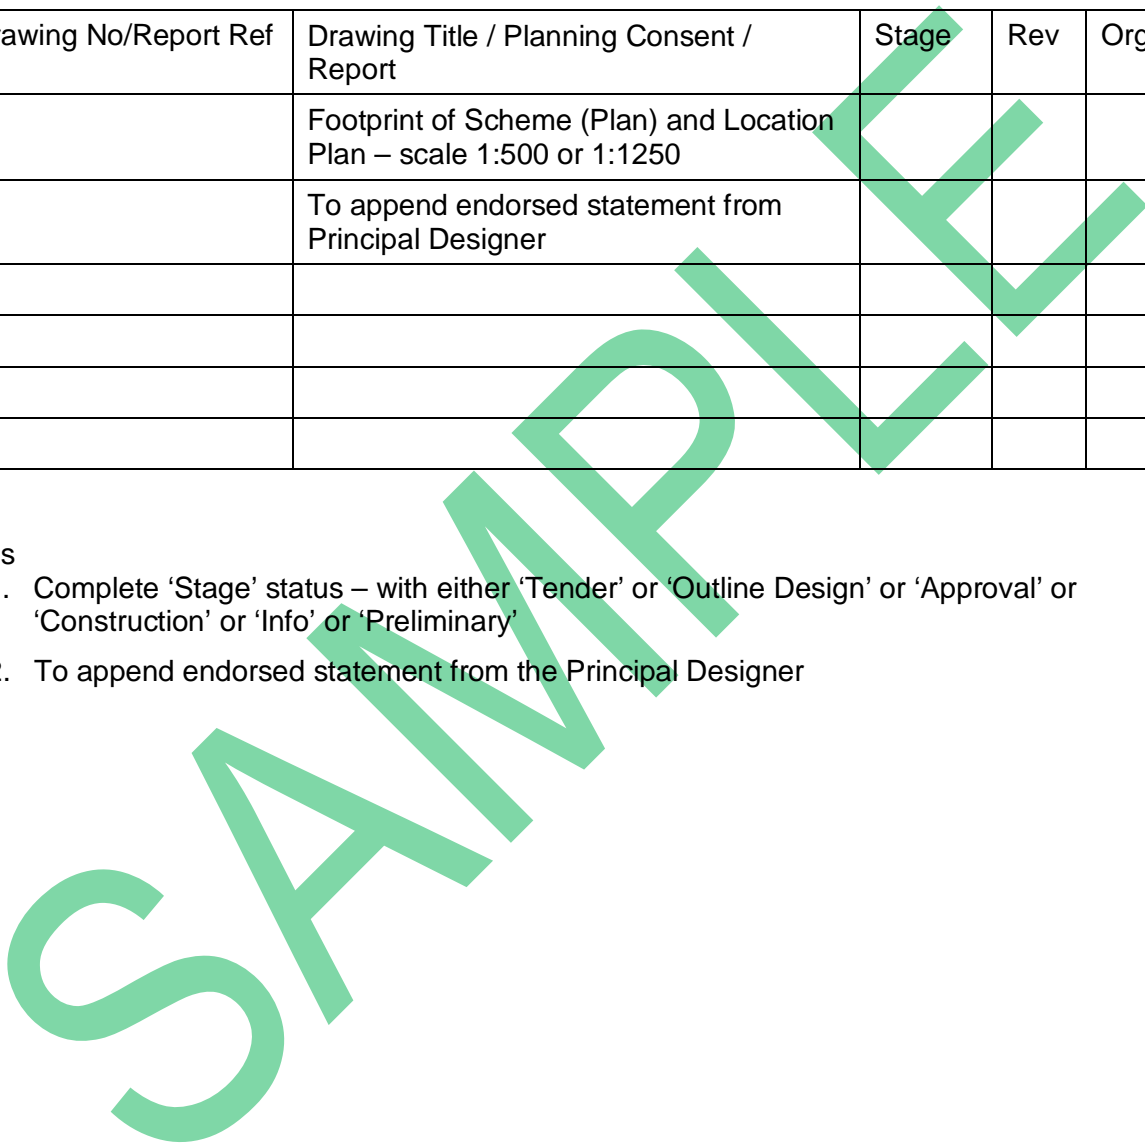 rawing No/Report Ref Drawing Title / Planning Consent / Stage Rev Org
Report
Footprint of Scheme (Plan) and Location
Plan – scale 1:500 or 1:1250
To append endorsed statement from
Principal Designer
s
. Complete ‘Stage’ status – with either ‘Tender’ or ‘Outline Design’ or ‘Approval’ or
‘Construction’ or ‘Info’ or ‘Preliminary’
2. To append endorsed statement from the Principal Designer
SAMPLE